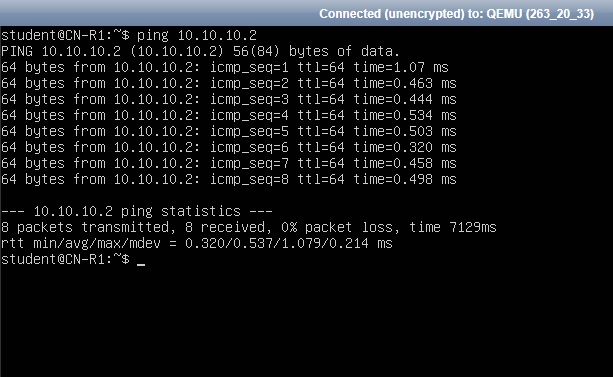 Connected (unencrypted) to: QEMU (263_20_33)
student@CN-R1:~$ ping 10.10.10.2
PING 10.10.10.2 (10.10.10.2) 56(84) bytes of data.
64 bytes from 10.10.10.2: icmp_seq=1 ttl=64 time=1.07 ms
64 bytes from 10.10.10.2: icmp_seq=2 ttl=64 time=0.463 ms
64 bytes from 10.10.10.2: icmp_seq=3 ttl=64 time=0.444 ms
64 bytes from 10.10.10.2: icmp_seq=4 ttl=64 time=0.534 ms
64 bytes from 10.10.10.2: icmp_seq=5 ttl=64 time=0.503 ms
64 bytes from 10.10.10.2: icmp_seq=6 ttl=64 time=0.320 ms
64 bytes from 10.10.10.2: icmp_seq=7 ttl=64 time=0.458 ms
64 bytes from 10.10.10.2: icmp_seq=8 ttl=64 time=0.498 ms
--- 10.10.10.2 ping statistics ---
8 packets transmitted, 8 received, 0% packet loss, time 7129ms
rtt min/avg/max/mdev = 0.320/0.537/1.079/0.214 ms
student@CN-R1:~$ _